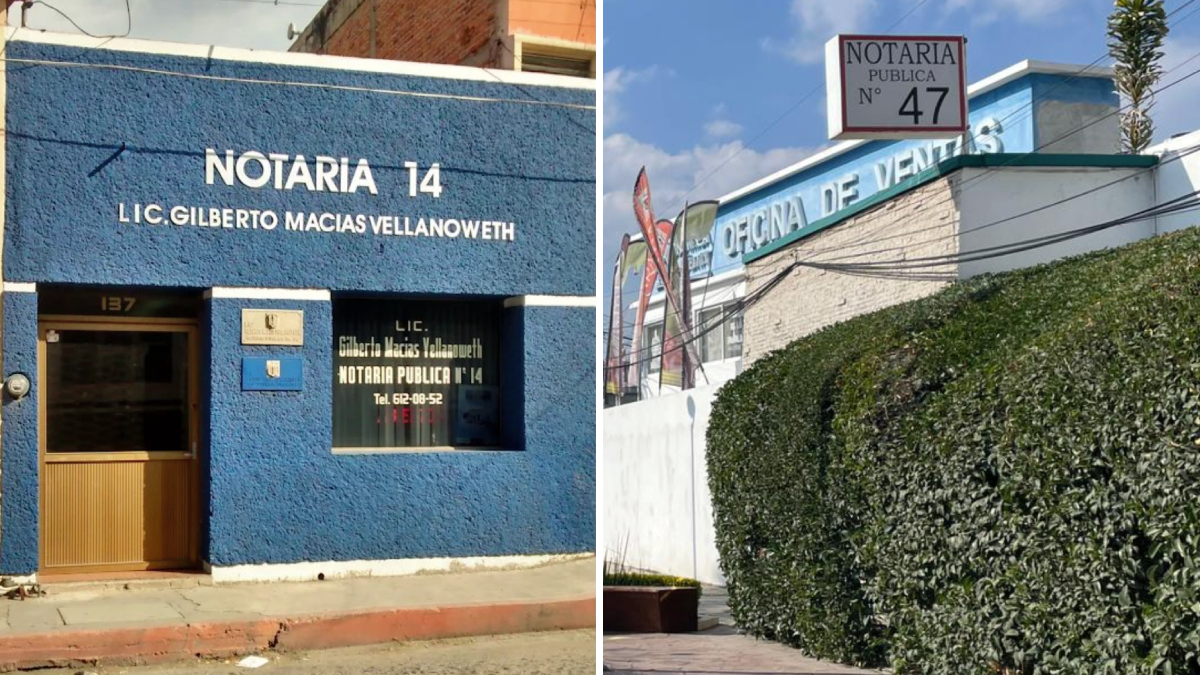 NOTARIA 14
LIC.GILBERTO MACIAS VELLANOWETH
137
LIC.
Gilberto Macias Vellanoweth
NOTARIA PUBLICA N° 14
Tel. 612-08-52
NOTARIA
PUBLICA
N° 47
OFICINA DE VENTAS